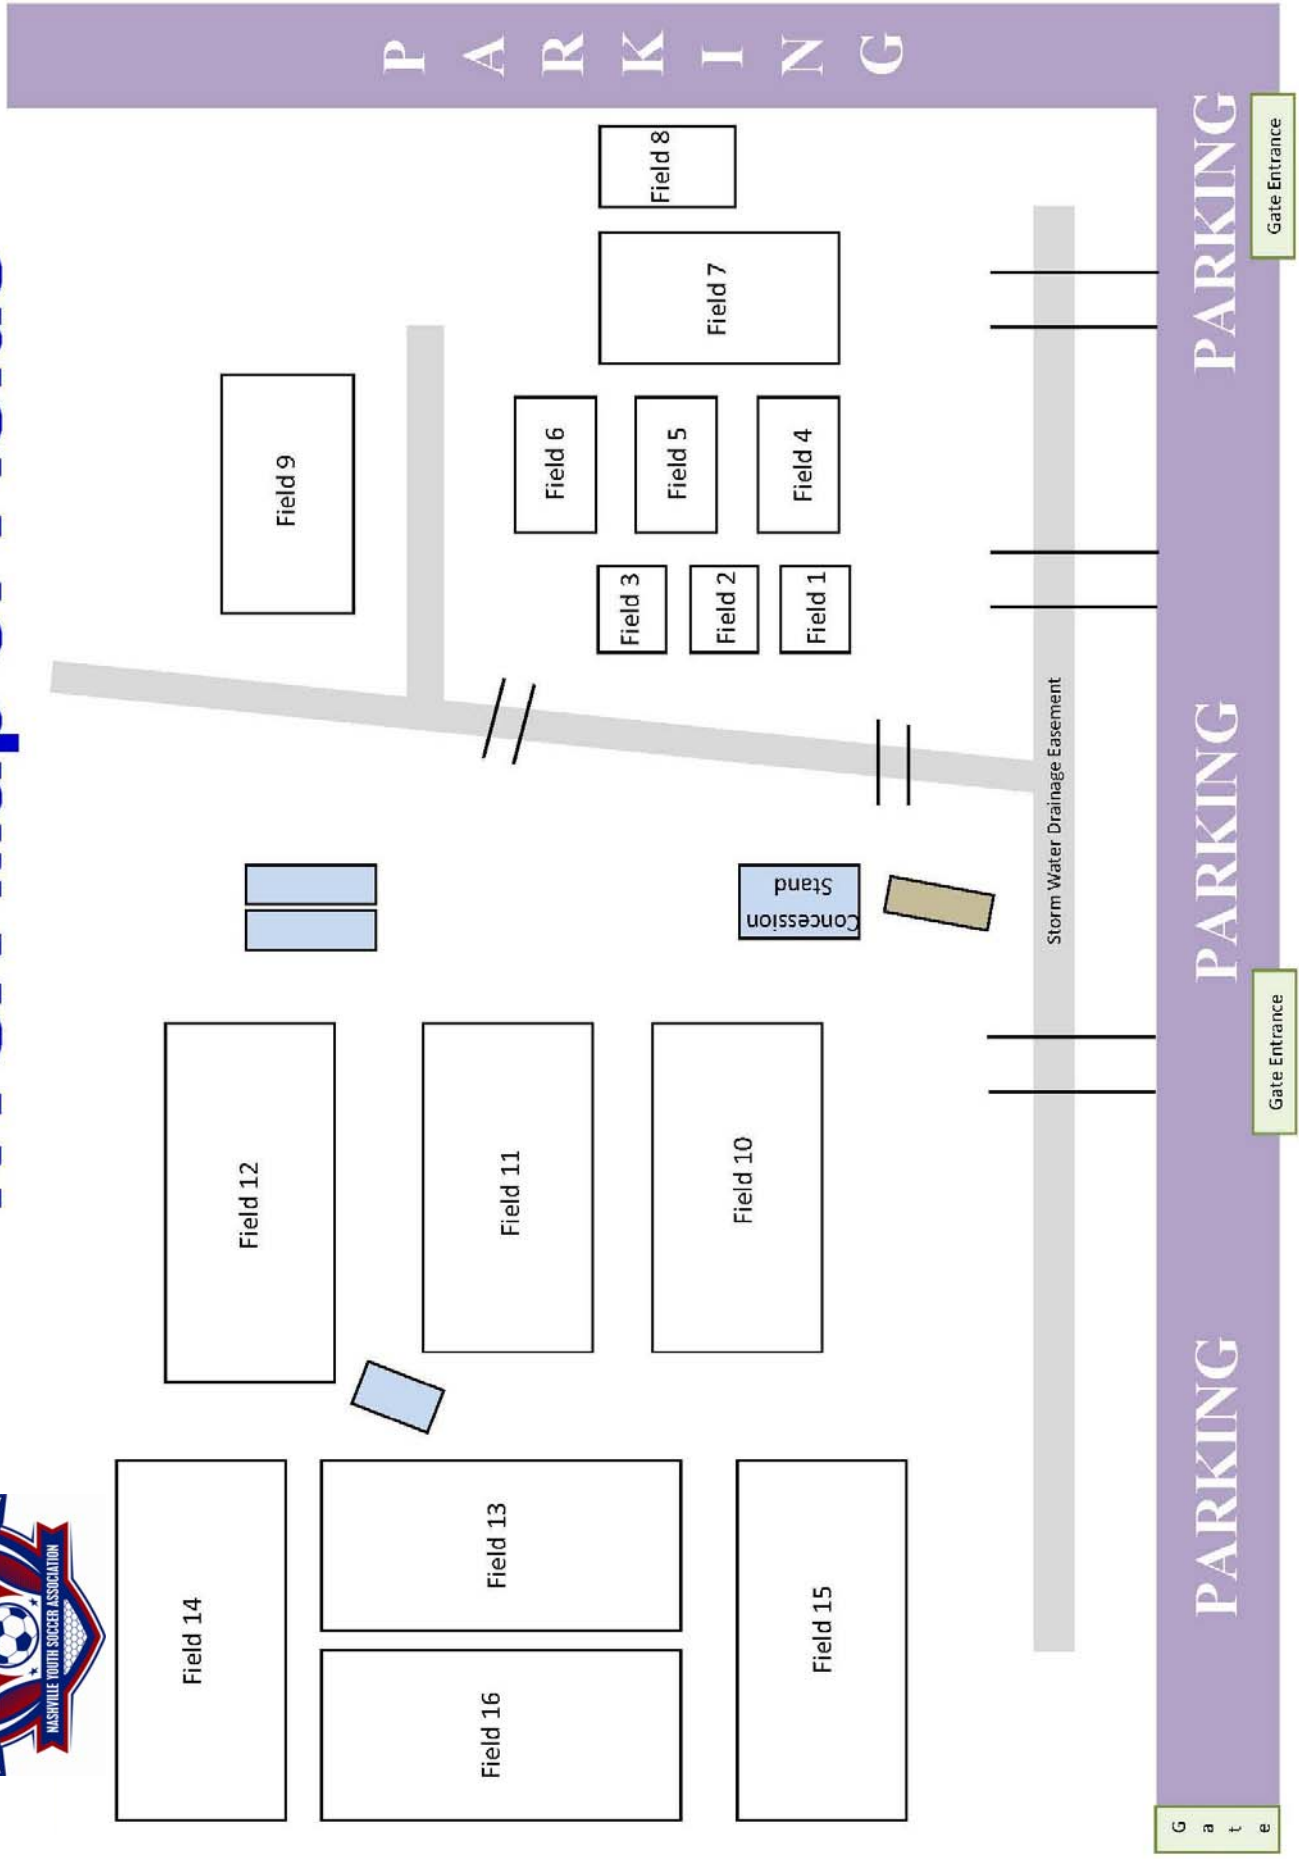 NASHVILLE YOUTH SOCCER ASSOCIATION
Field 14
Field 12
Field 9
Field 16
Field 13
Field 11
Field 6
P
A
R
K
I
N
G
Field 3
Field 8
Field 5
Field 7
Field 2
Field 10
Field 4
Field 1
Field 15
Concession
Stand
Storm Water Drainage Easement
G
a
t
e
PARKING
PARKING
PARKING
Gate Entrance
Gate Entrance